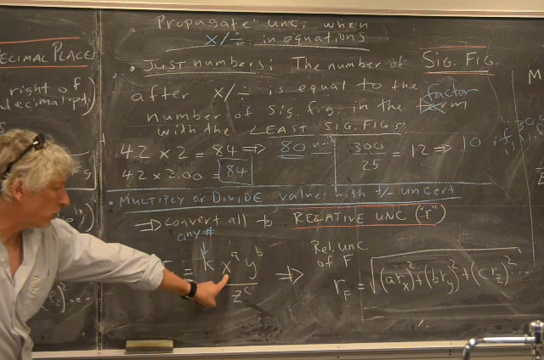 Propagate" unc, when
x/÷ in equations
DECIMAL PLACE
right of
decimal pt)
• Just numbers: The number of SIG. FIG.
after x/÷ is equal to the factor
number of sig. fig. in the term
with the LEAST SIG. FIGS.
42 × 2 = 84 ⇒ 80
42 × 2.00 = 84
300/25 = 12 ⇒ 10 if
• MULTIPLY or DIVIDE values with +/- uncert
⇒ convert all to RELATIVE UNC ("r")
any #
= k x^a y^b / z^c ⇒
Rel. unc.
of F
r_F = √((a r_x)² + (b r_y)² + (c r_z)²